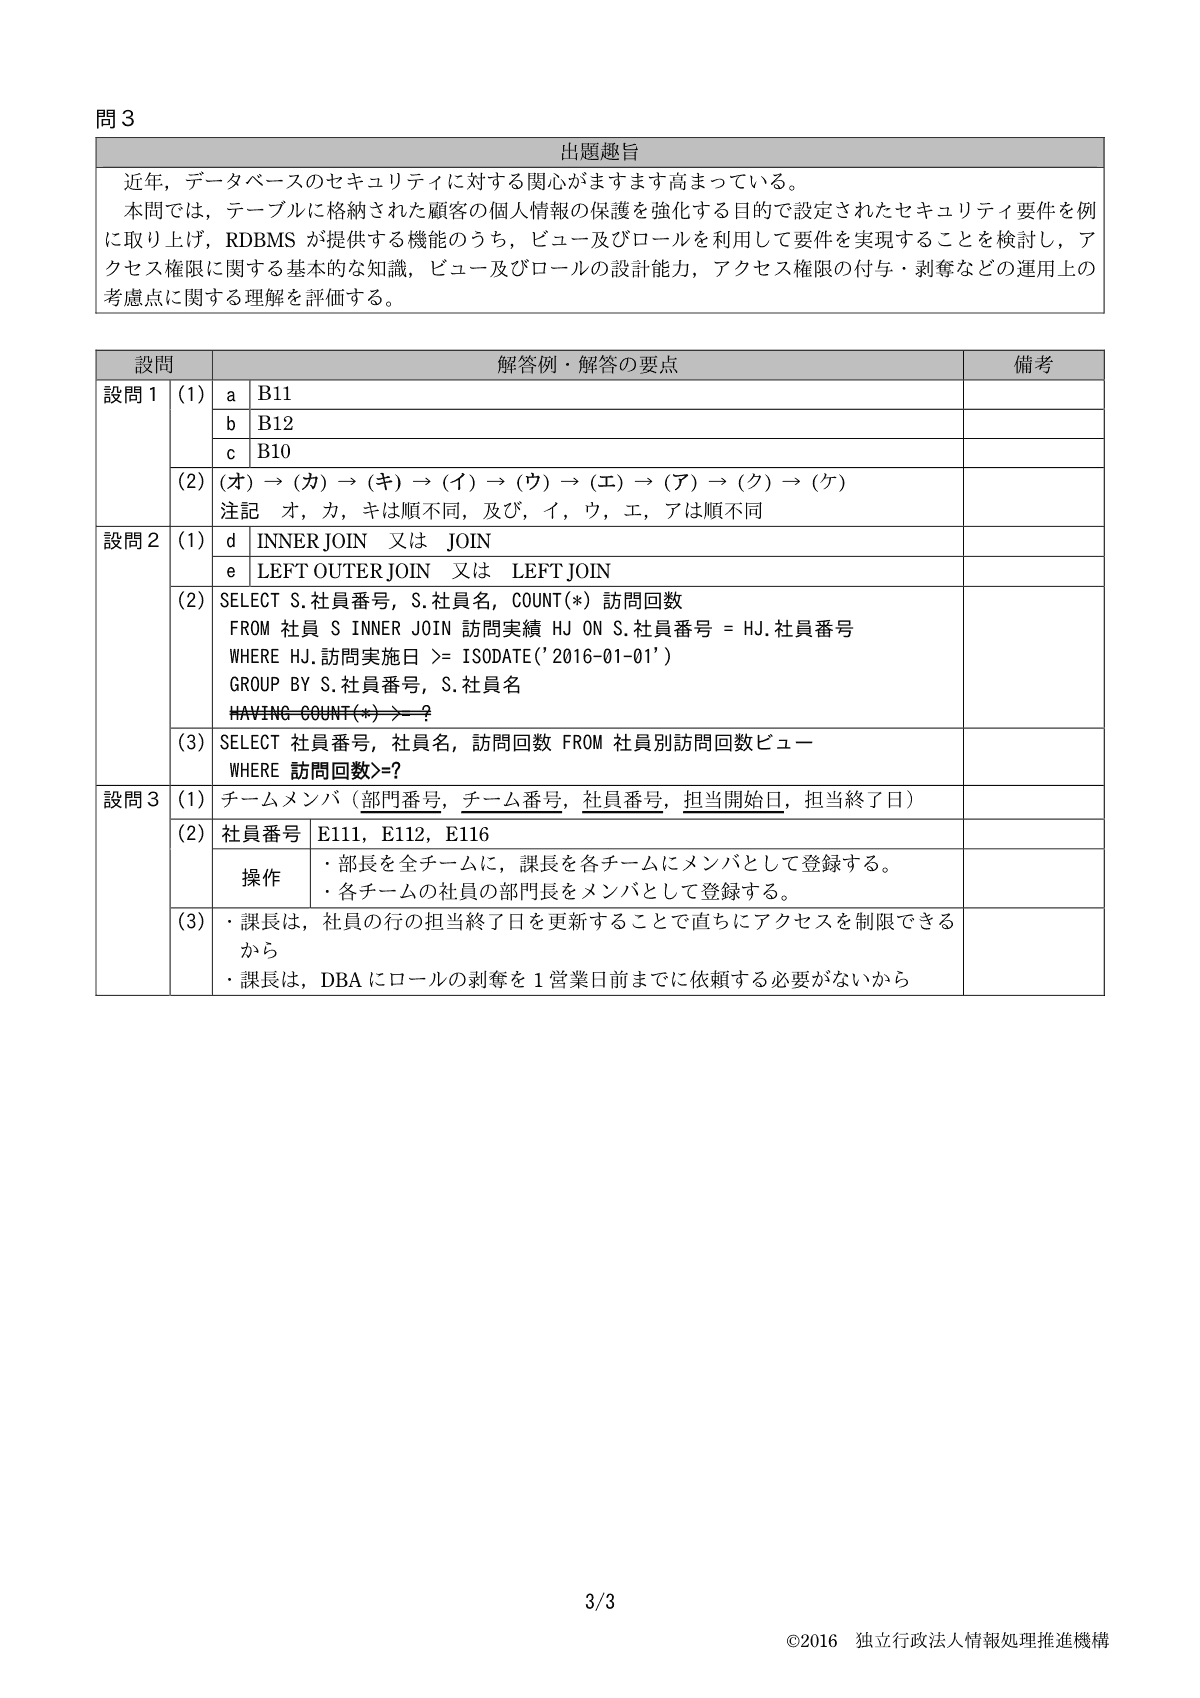 問3
出題趣旨
近年，データベースのセキュリティに対する関心がますます高まっている。
本問では，テーブルに格納された顧客の個人情報の保護を強化する目的で設定されたセキュリティ要件を例
に取り上げ，RDBMS が提供する機能のうち，ビュー及びロールを利用して要件を実現することを検討し，ア
クセス権限に関する基本的な知識，ビュー及びロールの設計能力，アクセス権限の付与・剥奪などの運用上の
考慮点に関する理解を評価する。
設問 解答例・解答の要点 備考
設問1 (1) a B11
b B12
c B10
(2) (オ) → (カ) → (キ) → (イ) → (ウ) → (エ) → (ア) → (ク) → (ケ)
注記 オ，カ，キは順不同，及び，イ，ウ，エ，アは順不同
設問2 (1) d INNER JOIN 又は JOIN
e LEFT OUTER JOIN 又は LEFT JOIN
(2) SELECT S.社員番号, S.社員名, COUNT(*) 訪問回数
FROM 社員 S INNER JOIN 訪問実績 HJ ON S.社員番号 = HJ.社員番号
WHERE HJ.訪問実施日 >= ISODATE('2016-01-01')
GROUP BY S.社員番号, S.社員名
HAVING COUNT(*) >= ?
(3) SELECT 社員番号, 社員名, 訪問回数 FROM 社員別訪問回数ビュー
WHERE 訪問回数>=?
設問3 (1) チームメンバ（部門番号，チーム番号，社員番号，担当開始日，担当終了日）
(2) 社員番号 E111，E112，E116
操作 ・部長を全チームに，課長を各チームにメンバとして登録する。
・各チームの社員の部門長をメンバとして登録する。
(3) ・課長は，社員の行の担当終了日を更新することで直ちにアクセスを制限できる
から
・課長は，DBA にロールの剥奪を 1 営業日前までに依頼する必要がないから
3/3
©2016 独立行政法人情報処理推進機構